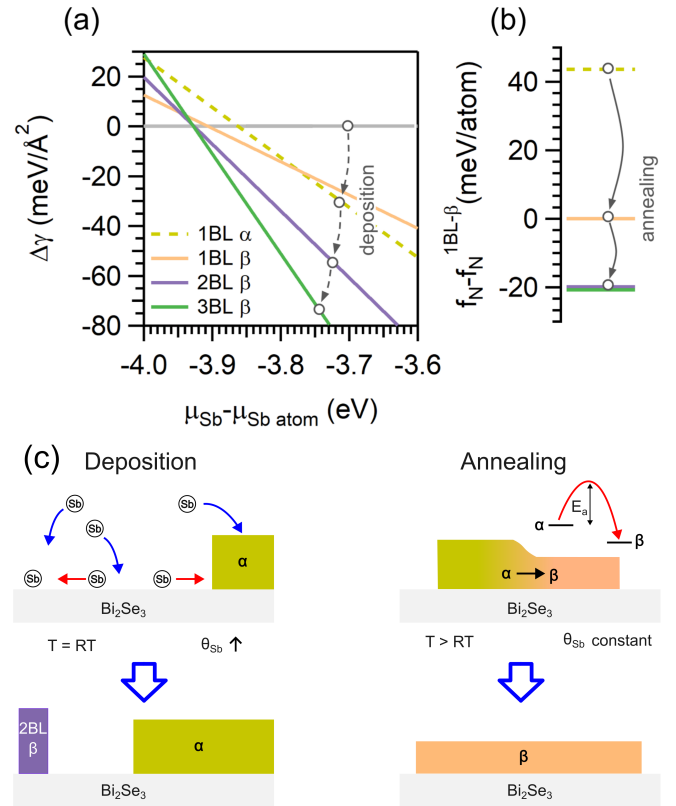 (a)
(b)
20
0
-20
-40
-60
-80
Δγ (meV/Å²)
1BL α
1BL β
2BL β
3BL β
deposition
-4.0 -3.9 -3.8 -3.7 -3.6
μSb-μSb atom (eV)
40
20
0
-20
fN-fN1BL-β(meV/atom)
annealing
(c)
Deposition
Sb
Sb
Sb
Sb
Sb
Sb
α
Bi2Se3
T = RT
θSb ↑
2BL
β
α
Bi2Se3
Annealing
α
Ea
β
α → β
Bi2Se3
T > RT
θSb constant
β
Bi2Se3